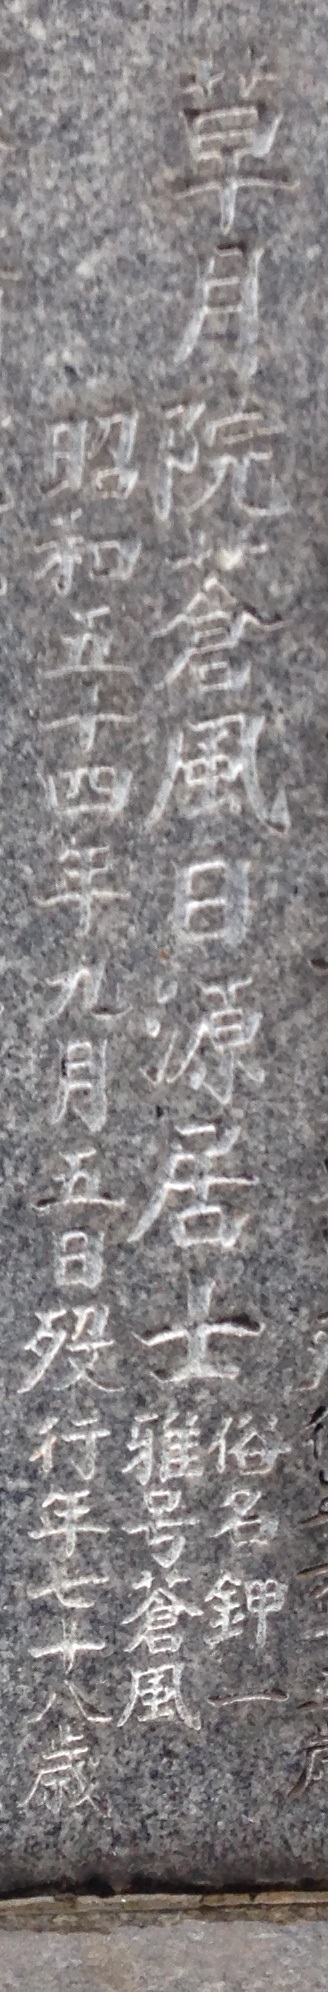 草月院蒼風日源居士
俗名鉀一
雅号蒼風
昭和五十四年九月五日歿行年七十八歳